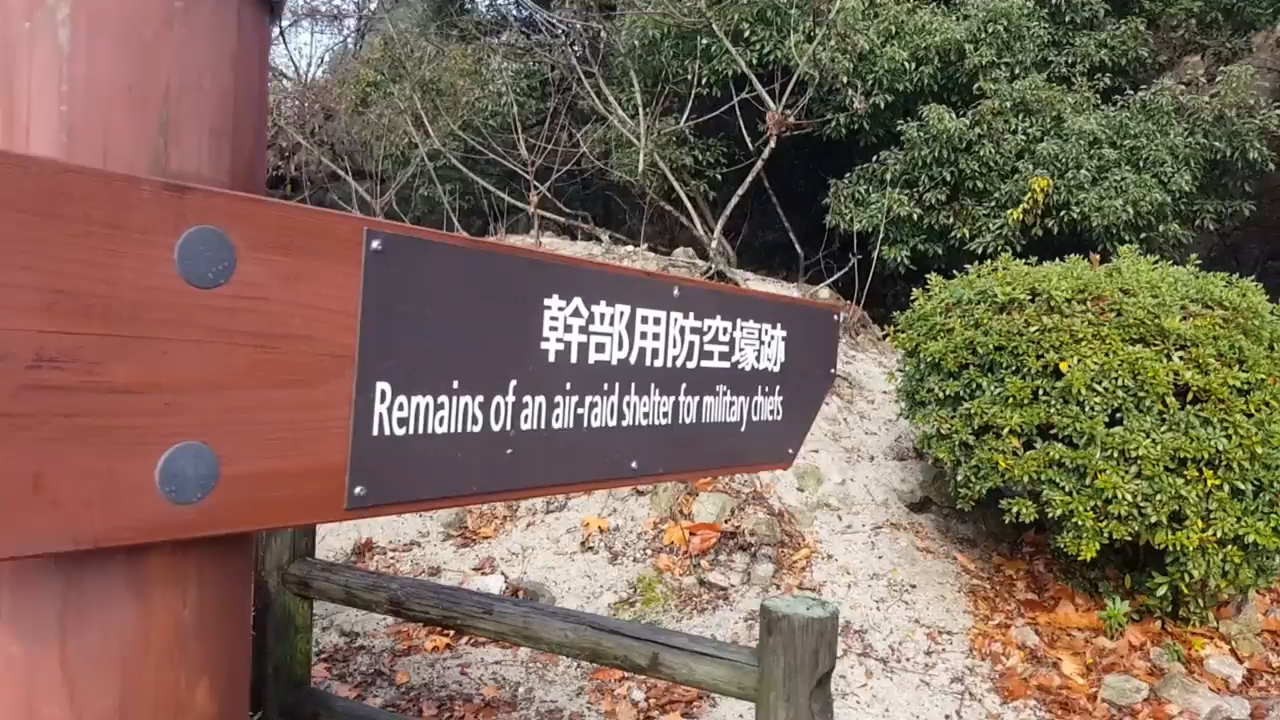 幹部用防空壕跡
Remains of an air-raid shelter for military chiefs